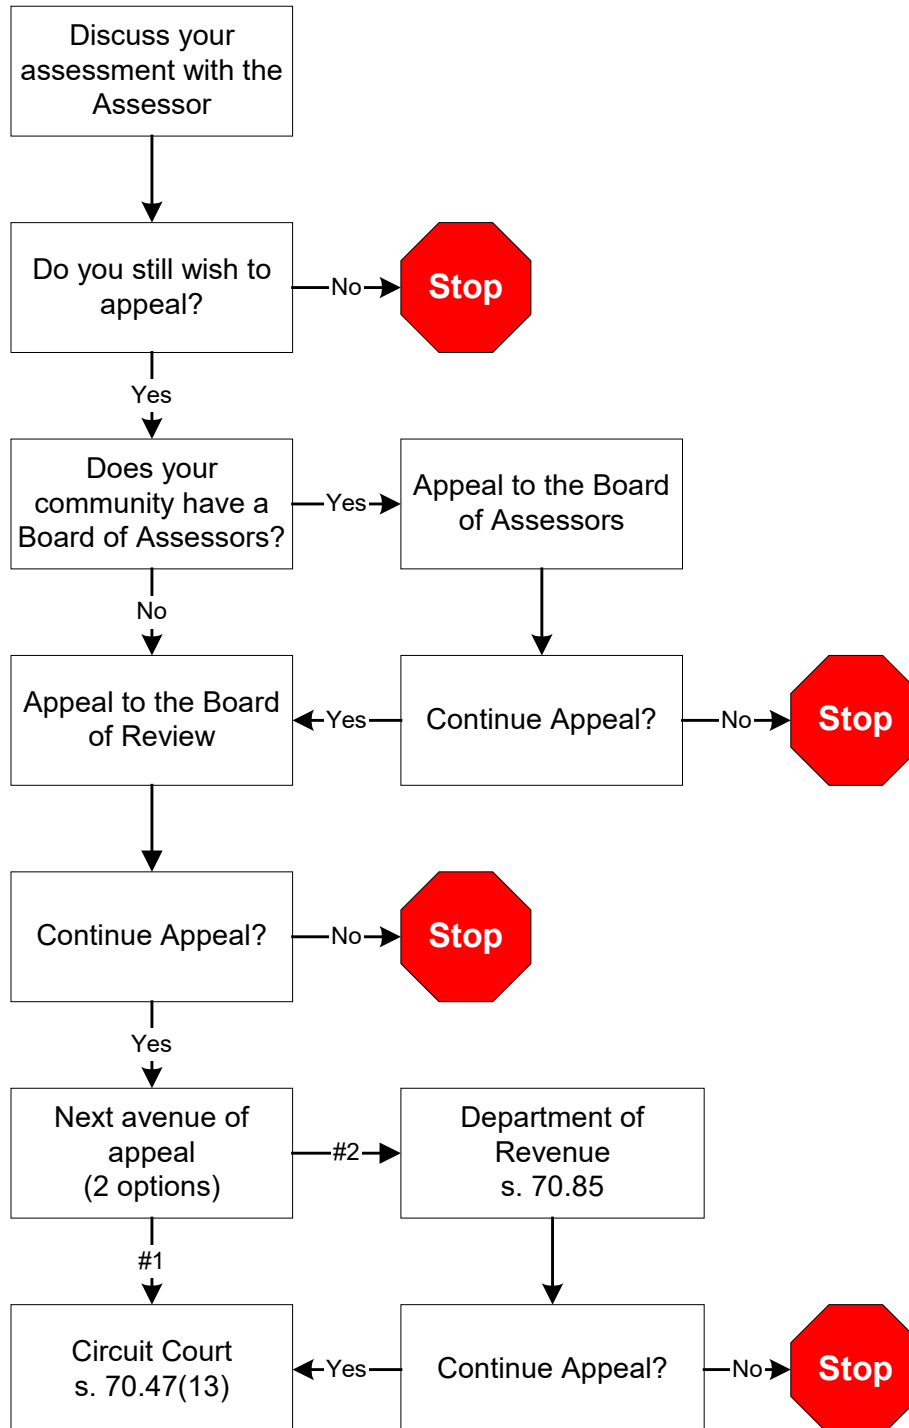 Discuss your
assessment with the
Assessor
Do you still wish to
appeal?
No
Stop
Yes
Does your
community have a
Board of Assessors?
Yes
Appeal to the Board
of Assessors
No
Appeal to the Board
of Review
Yes
Continue Appeal?
No
Stop
Continue Appeal?
No
Stop
Yes
Next avenue of
appeal
(2 options)
#2
Department of
Revenue
s. 70.85
#1
Circuit Court
s. 70.47(13)
Yes
Continue Appeal?
No
Stop